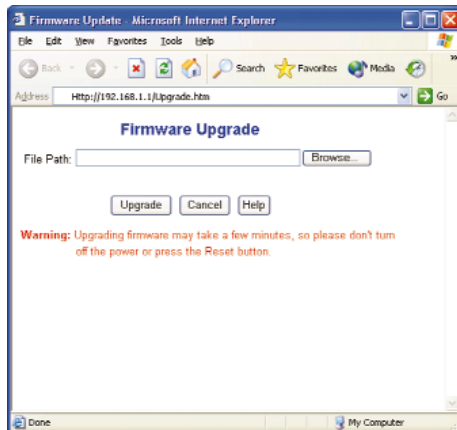 Firmware Update - Microsoft Internet Explorer
File Edit View Favorites Tools Help
Back Search Favorites Media »
Address Http://192.168.1.1/Upgrade.htm Go
Firmware Upgrade
File Path: Browse...
Upgrade Cancel Help
Warning: Upgrading firmware may take a few minutes, so please don't turn
off the power or press the Reset button.
Done My Computer